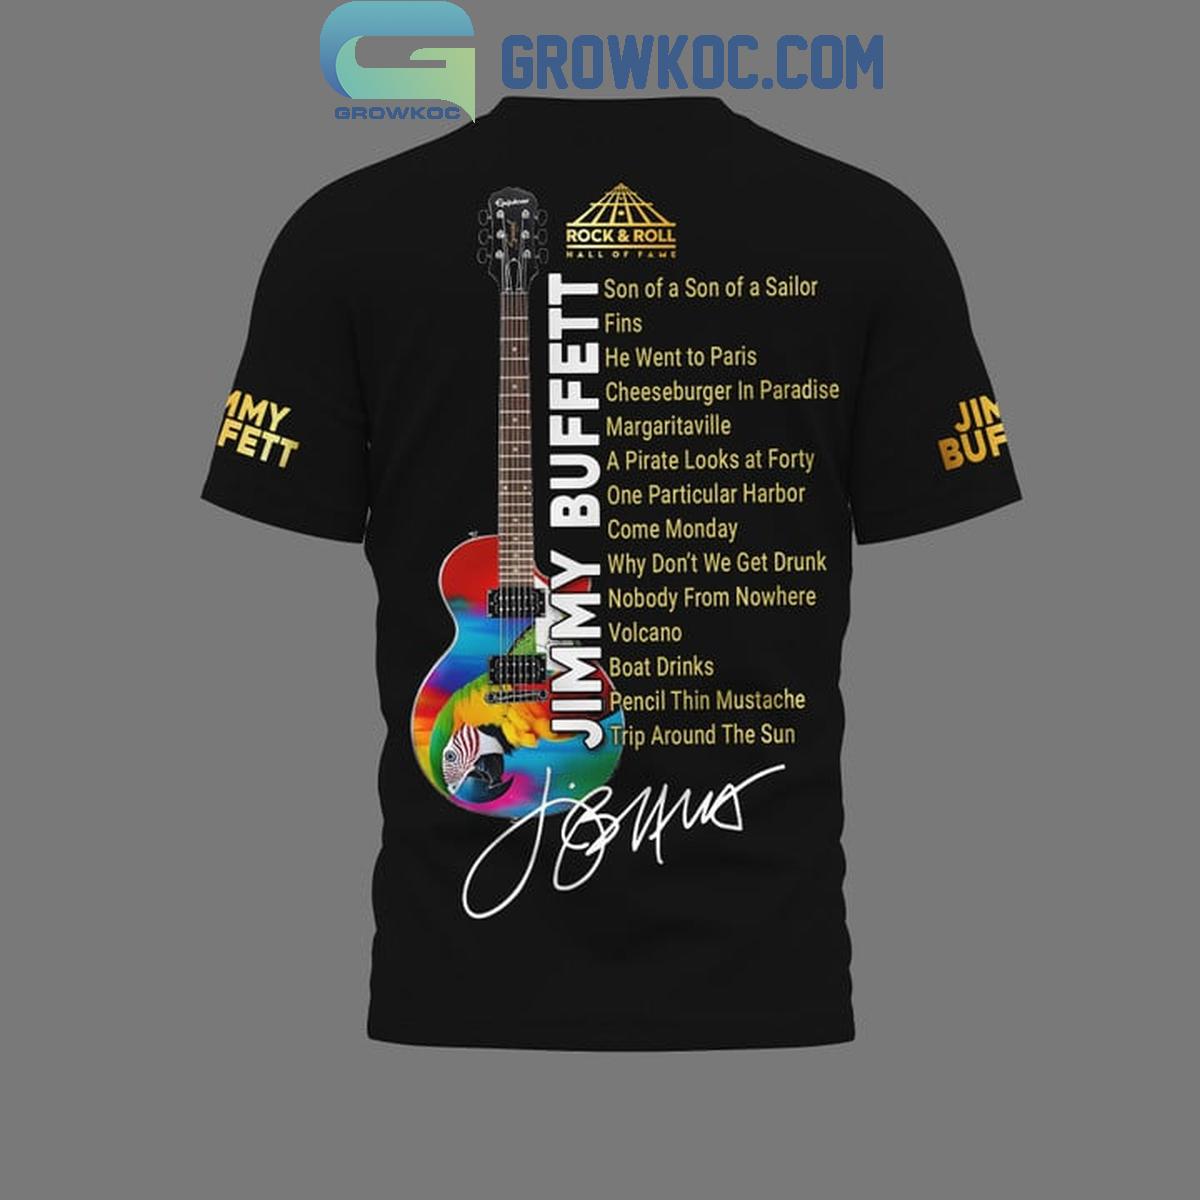 GROWKOC
GROWKOC.COM
Epiphone
ROCK & ROLL
HALL OF FAME
JIMMY BUFFETT
Son of a Son of a Sailor
Fins
He Went to Paris
Cheeseburger In Paradise
Margaritaville
A Pirate Looks at Forty
One Particular Harbor
Come Monday
Why Don't We Get Drunk
Nobody From Nowhere
Volcano
Boat Drinks
Pencil Thin Mustache
Trip Around The Sun
MMY
FETT
JIM
BUF